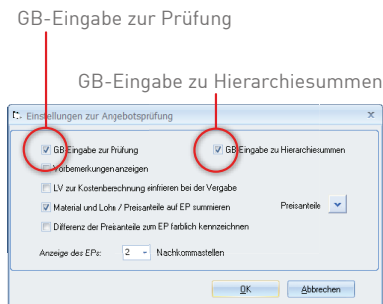 GB-Eingabe zur Prüfung
GB-Eingabe zu Hierarchiesummen
Einstellungen zur Angebotsprüfung
GB-Eingabe zur Prüfung
GB-Eingabe zu Hierarchiesummen
Vorbemerkungen anzeigen
LV zur Kostenberechnung einfrieren bei der Vergabe
Material und Lohn / Preisanteile auf EP summieren
Preisanteile
Differenz der Preisanteile zum EP farblich kennzeichnen
Anzeige des EPs: 2 Nachkommastellen
OK Abbrechen